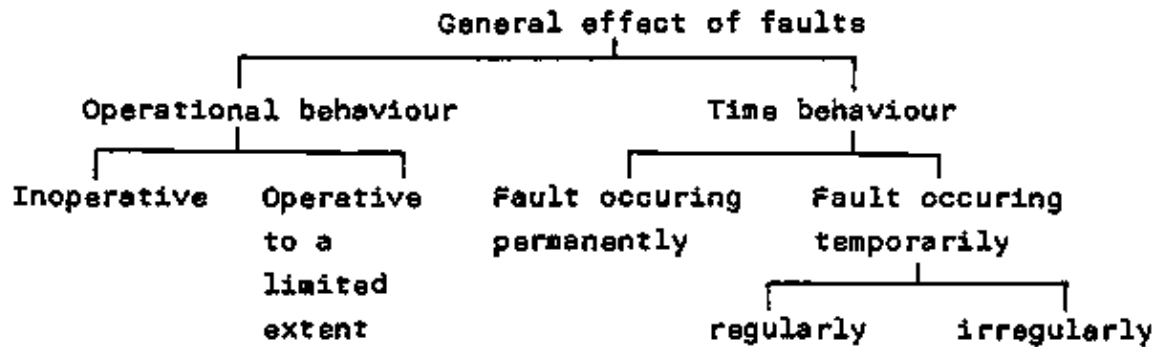 General effect of faults
Operational behaviour
Time behaviour
Inoperative
Operative
to a
limited
extent
Fault occuring
permanently
Fault occuring
temporarily
regularly
irregularly